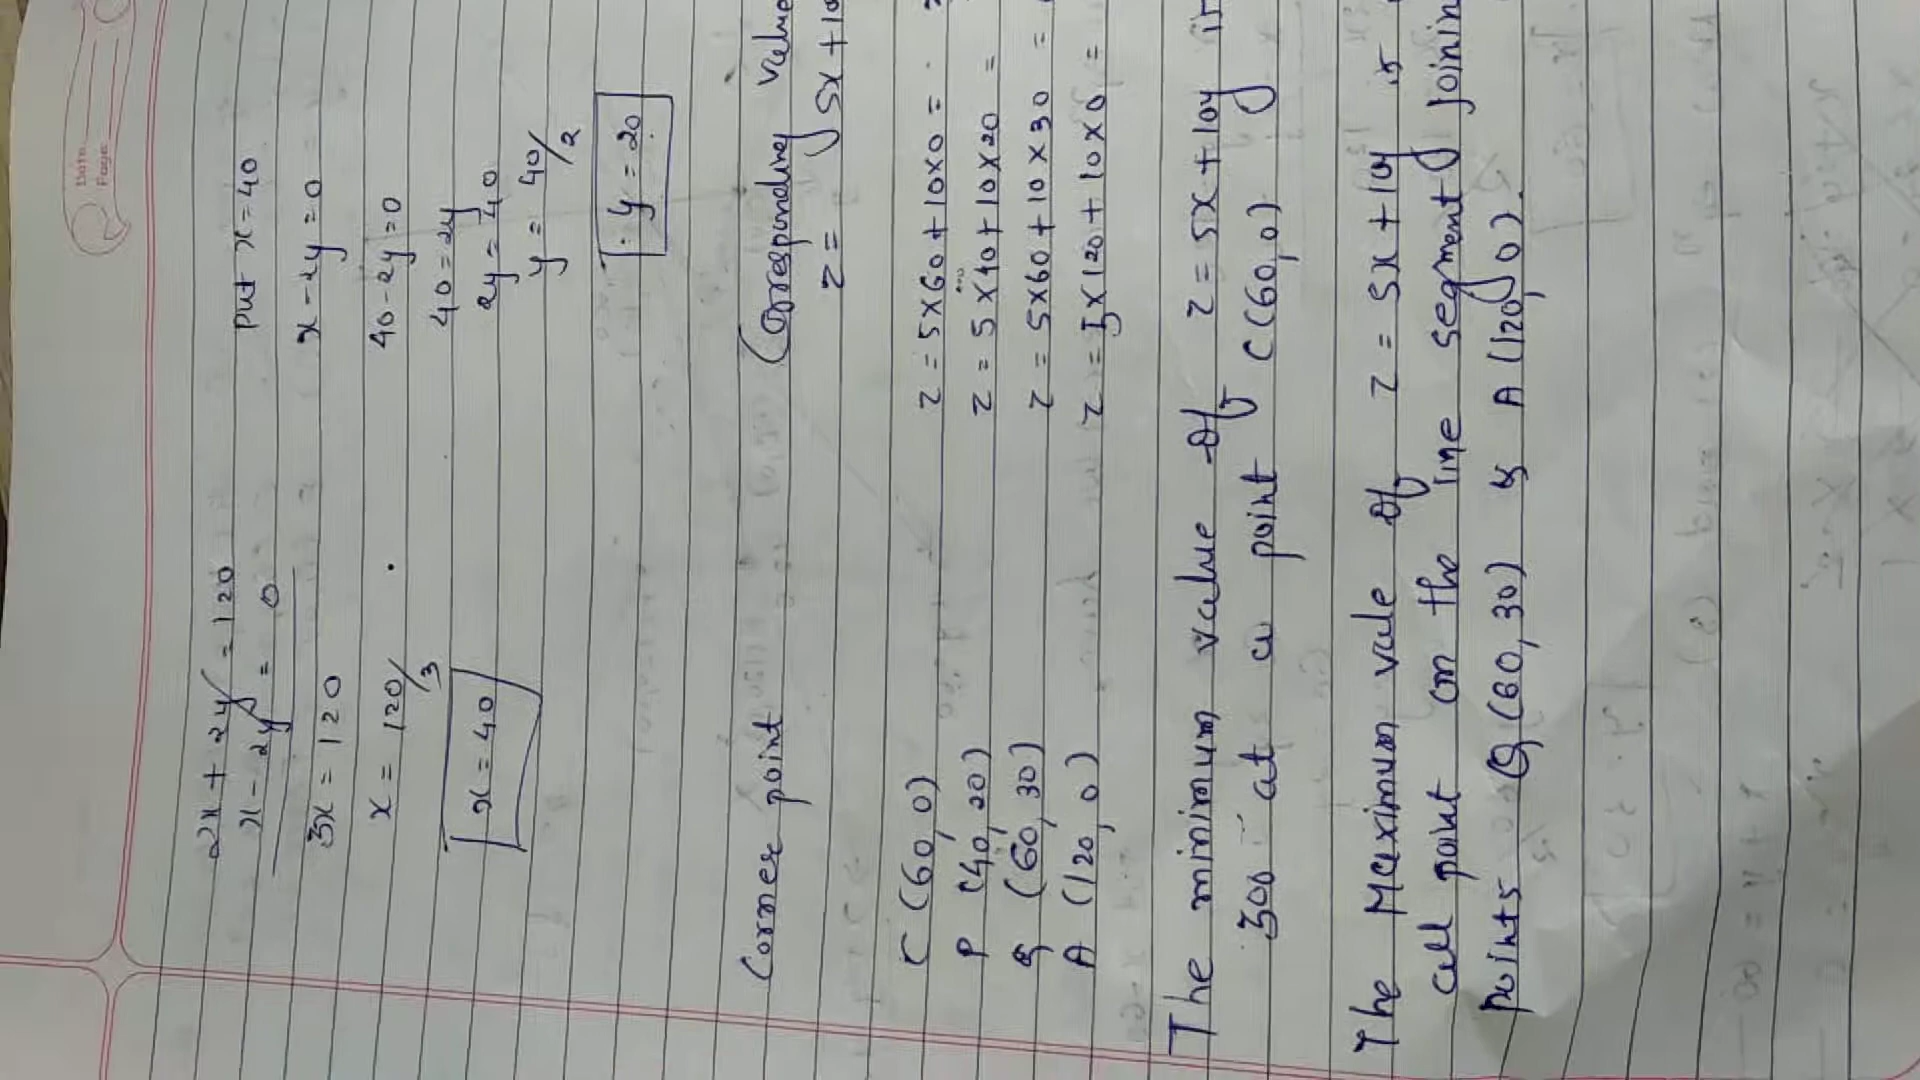 Date
Page
2x + 2y = 120
x - 2y = 0
3x = 120
x = 120/3
x = 40
put x = 40
x - 2y = 0
40 - 2y = 0
40 = 2y
2y = 40
y = 40/2
∴ y = 20
Corner point Corresponding value
z = 5x + 10
C (60, 0) z = 5 x 60 + 10 x 0 =
P (40, 20) z = 5 x 40 + 10 x 20 =
Q (60, 30) z = 5 x 60 + 10 x 30 =
A (120, 0) z = 5 x 120 + 10 x 0 =
The minimum value of z = 5x + 10y is
300 at a point C (60, 0)
The Maximum vale of z = 5x + 10y is
all point on the line segment joinin
points Q (60, 30) & A (120, 0).